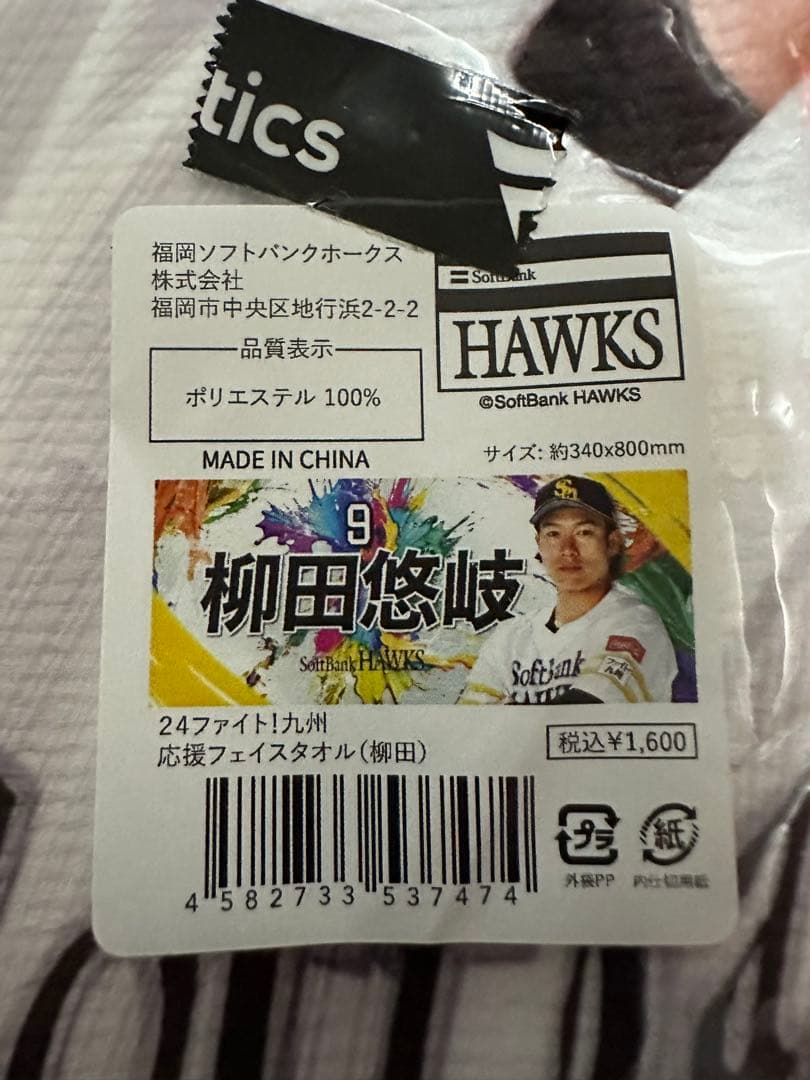 tics
福岡ソフトバンクホークス
株式会社
福岡市中央区地行浜2-2-2
SoftBank
HAWKS
©SoftBank HAWKS
品質表示
ポリエステル 100%
MADE IN CHINA
サイズ: 約340x800mm
9
柳田悠岐
SoftBank HAWKS
SoftBank
24ファイト!九州
応援フェイスタオル(柳田)
税込¥1,600
4 582733 537474
プラ
紙
外袋PP
内仕切用紙